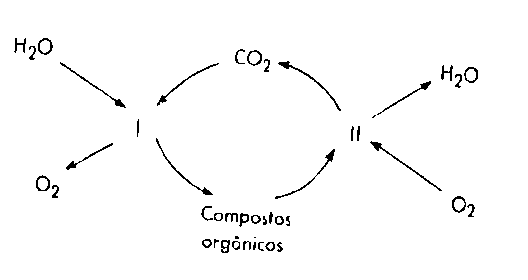 H₂O
CO₂
H₂O
I
II
O₂
O₂
Compostos
orgânicos